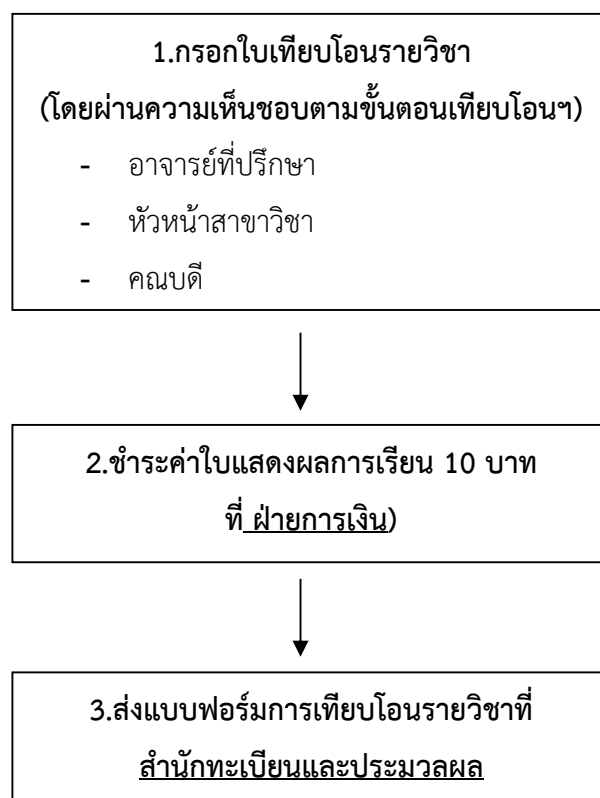 1.กรอกใบเทียบโอนรายวิชา
(โดยผ่านความเห็นชอบตามขั้นตอนเทียบโอนฯ)
- อาจารย์ที่ปรึกษา
- หัวหน้าสาขาวิชา
- คณบดี
2.ชำระค่าใบแสดงผลการเรียน 10 บาท
ที่ ฝ่ายการเงิน)
3.ส่งแบบฟอร์มการเทียบโอนรายวิชาที่
สำนักทะเบียนและประมวลผล